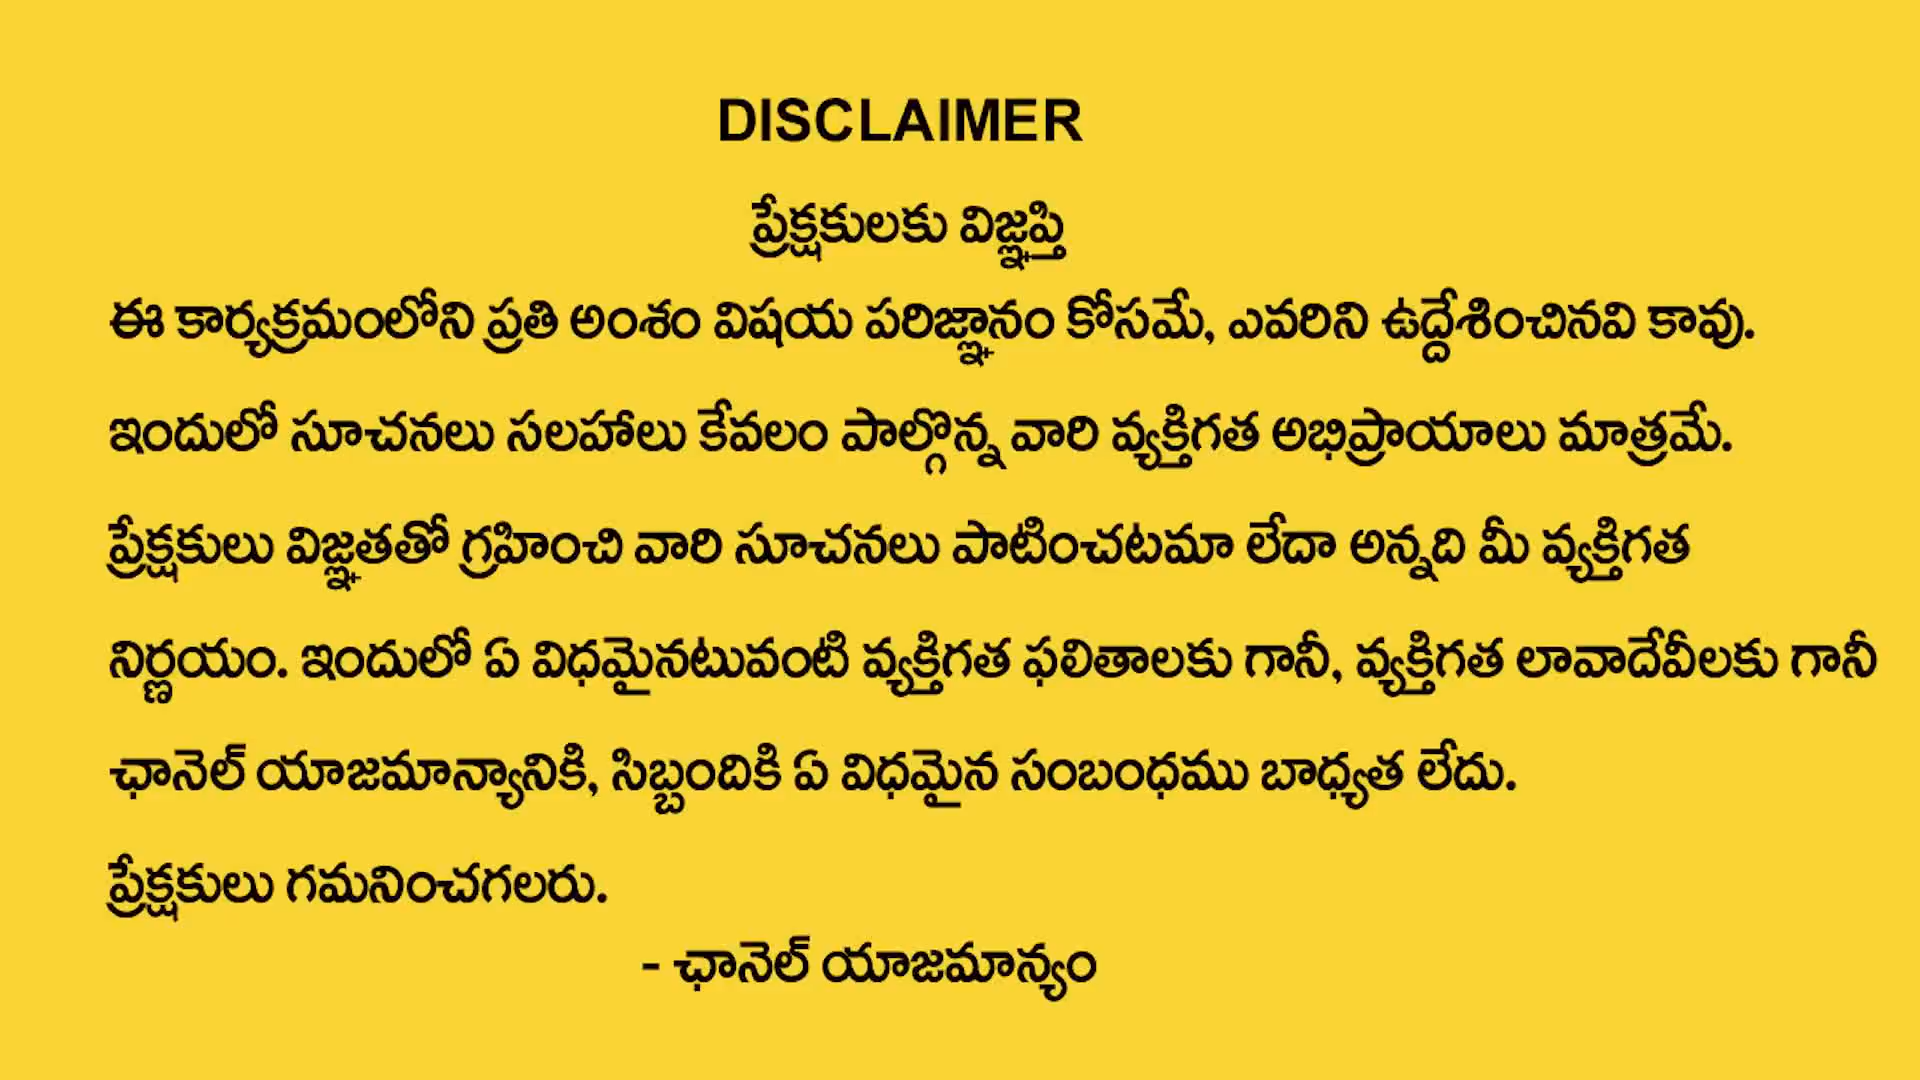 DISCLAIMER
ప్రేక్షకులకు విజ్ఞప్తి
ఈ కార్యక్రమంలోని ప్రతి అంశం విషయ పరిజ్ఞానం కోసమే, ఎవరిని ఉద్దేశించినవి కావు.
ఇందులో సూచనలు సలహాలు కేవలం పాల్గొన్న వారి వ్యక్తిగత అభిప్రాయాలు మాత్రమే.
ప్రేక్షకులు విజ్ఞతతో గ్రహించి వారి సూచనలు పాటించటమా లేదా అన్నది మీ వ్యక్తిగత
నిర్ణయం. ఇందులో ఏ విధమైనటువంటి వ్యక్తిగత ఫలితాలకు గానీ, వ్యక్తిగత లావాదేవీలకు గానీ
ఛానెల్ యాజమాన్యానికి, సిబ్బందికి ఏ విధమైన సంబంధము బాధ్యత లేదు.
ప్రేక్షకులు గమనించగలరు.
- ఛానెల్ యాజమాన్యం